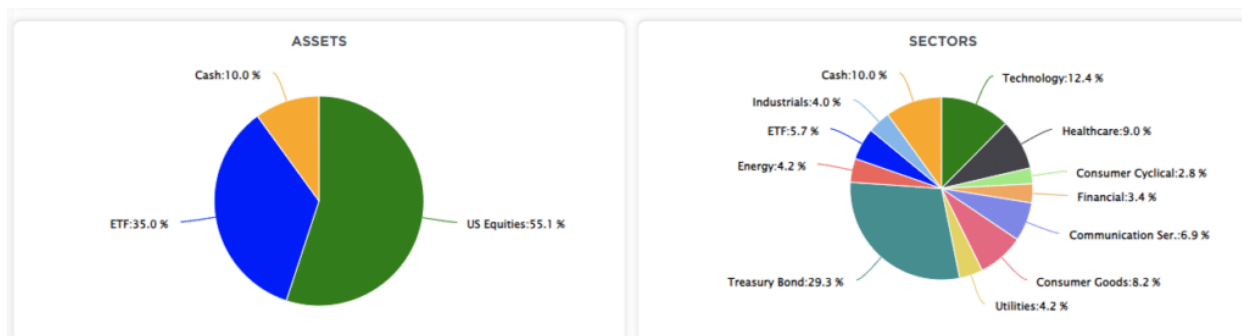 ASSETS
Cash:10.0 %
ETF:35.0 %
US Equities:55.1 %
SECTORS
Cash:10.0 %
Technology:12.4 %
Industrials:4.0 %
ETF:5.7 %
Healthcare:9.0 %
Energy:4.2 %
Consumer Cyclical:2.8 %
Financial:3.4 %
Communication Ser.:6.9 %
Treasury Bond:29.3 %
Consumer Goods:8.2 %
Utilities:4.2 %